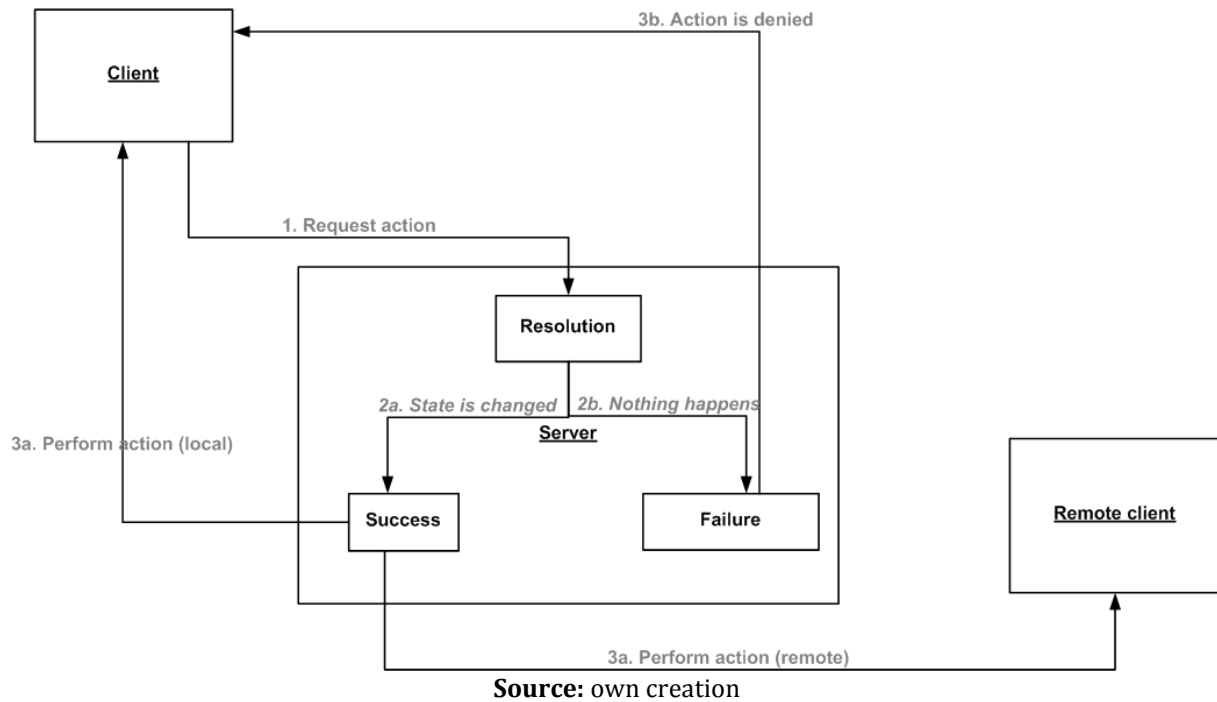 3b. Action is denied
Client
1. Request action
Resolution
2a. State is changed
2b. Nothing happens
Server
3a. Perform action (local)
Success
Failure
Remote client
3a. Perform action (remote)
Source: own creation